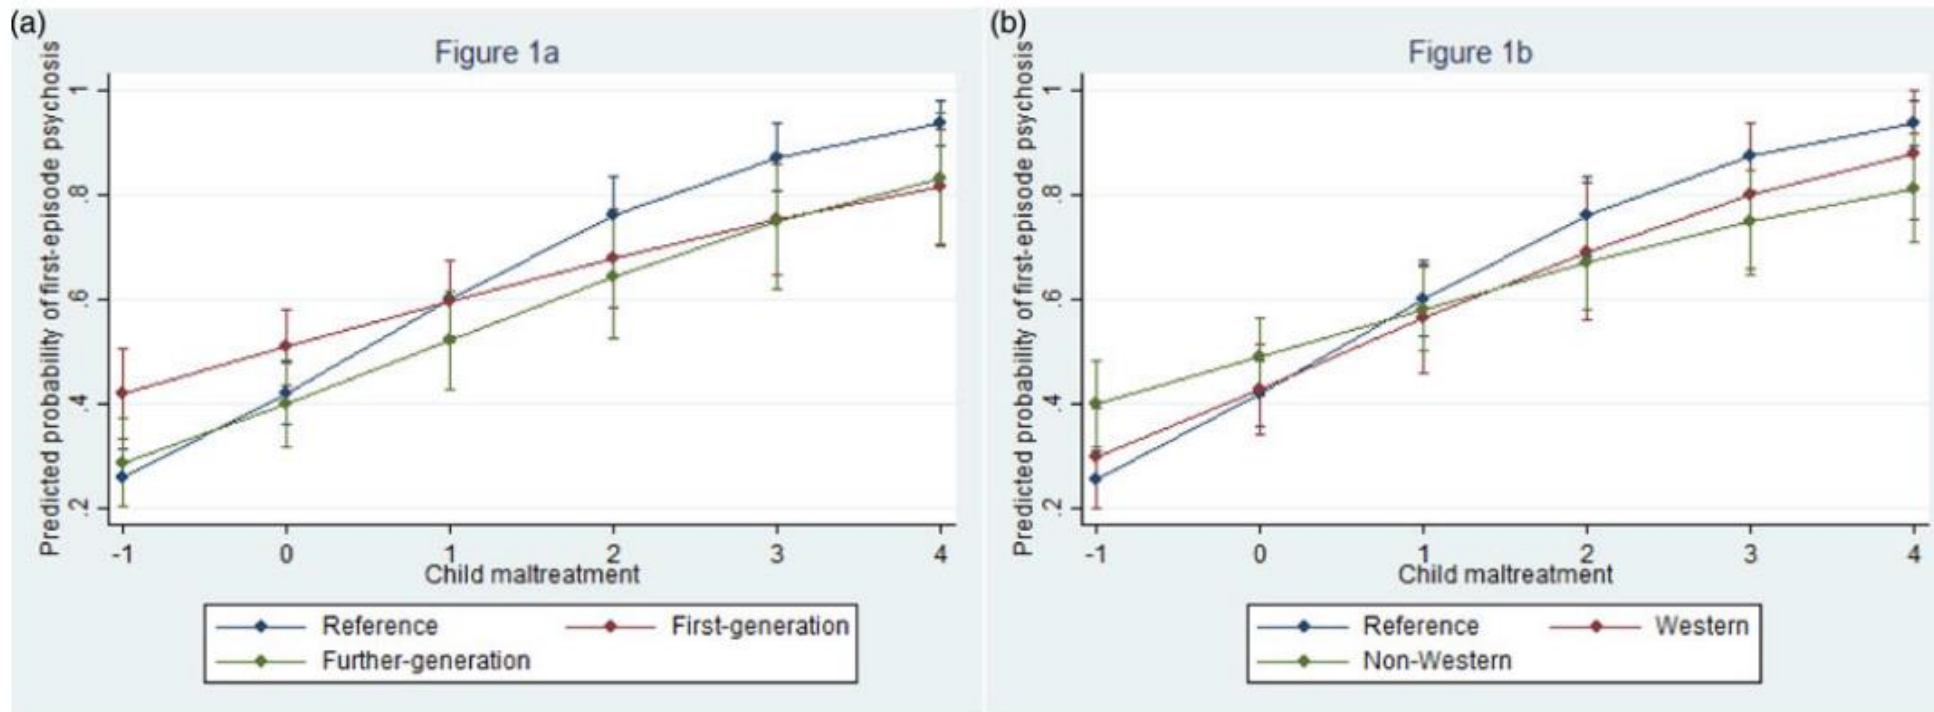 (a)
Figure 1a
Predicted probability of first-episode psychosis
1
.8
.6
.4
.2
-1 0 1 2 3 4
Child maltreatment
Reference First-generation
Further-generation
(b)
Figure 1b
Predicted probability of first-episode psychosis
1
.8
.6
.4
.2
-1 0 1 2 3 4
Child maltreatment
Reference Western
Non-Western